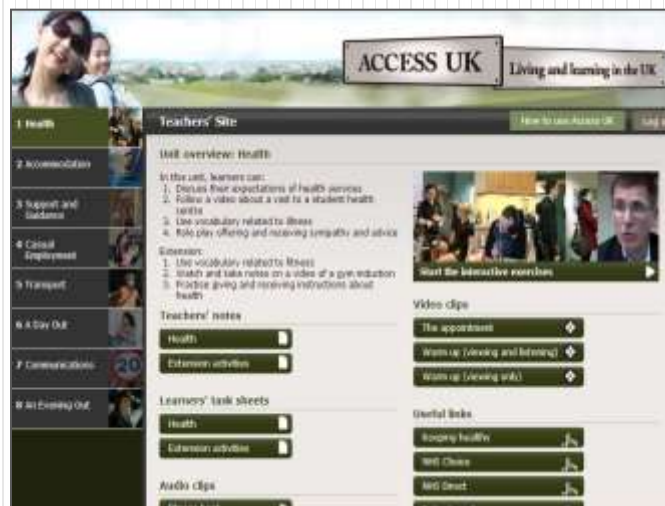 ACCESS UK
Living and learning in the UK
Teachers' Site
How to use Access UK
Log
1 Health
2 Accommodation
3 Support and
Guidance
4 Casual
Employment
5 Transport
6 A Day Out
7 Communications
8 An Evening Out
20
Unit overview: Health
In this unit, learners can:
1. Discuss their expectations of health services
2. Follow a video about a visit to a student health
centre
3. Use vocabulary related to illness
4. Role play offering and receiving sympathy and advice
Extension:
1. Use vocabulary related to fitness
2. Watch and take notes on a video of a gym induction
3. Practise giving and receiving instructions about
health
Teachers' notes
Health
Extension activities
Learners' task sheets
Health
Extension activities
Audio clips
Start the interactive exercises
Video clips
The appointment
Warm up (viewing and listening)
Warm up (viewing only)
Useful links
Keeping healthy
NHS Choice
NHS Direct